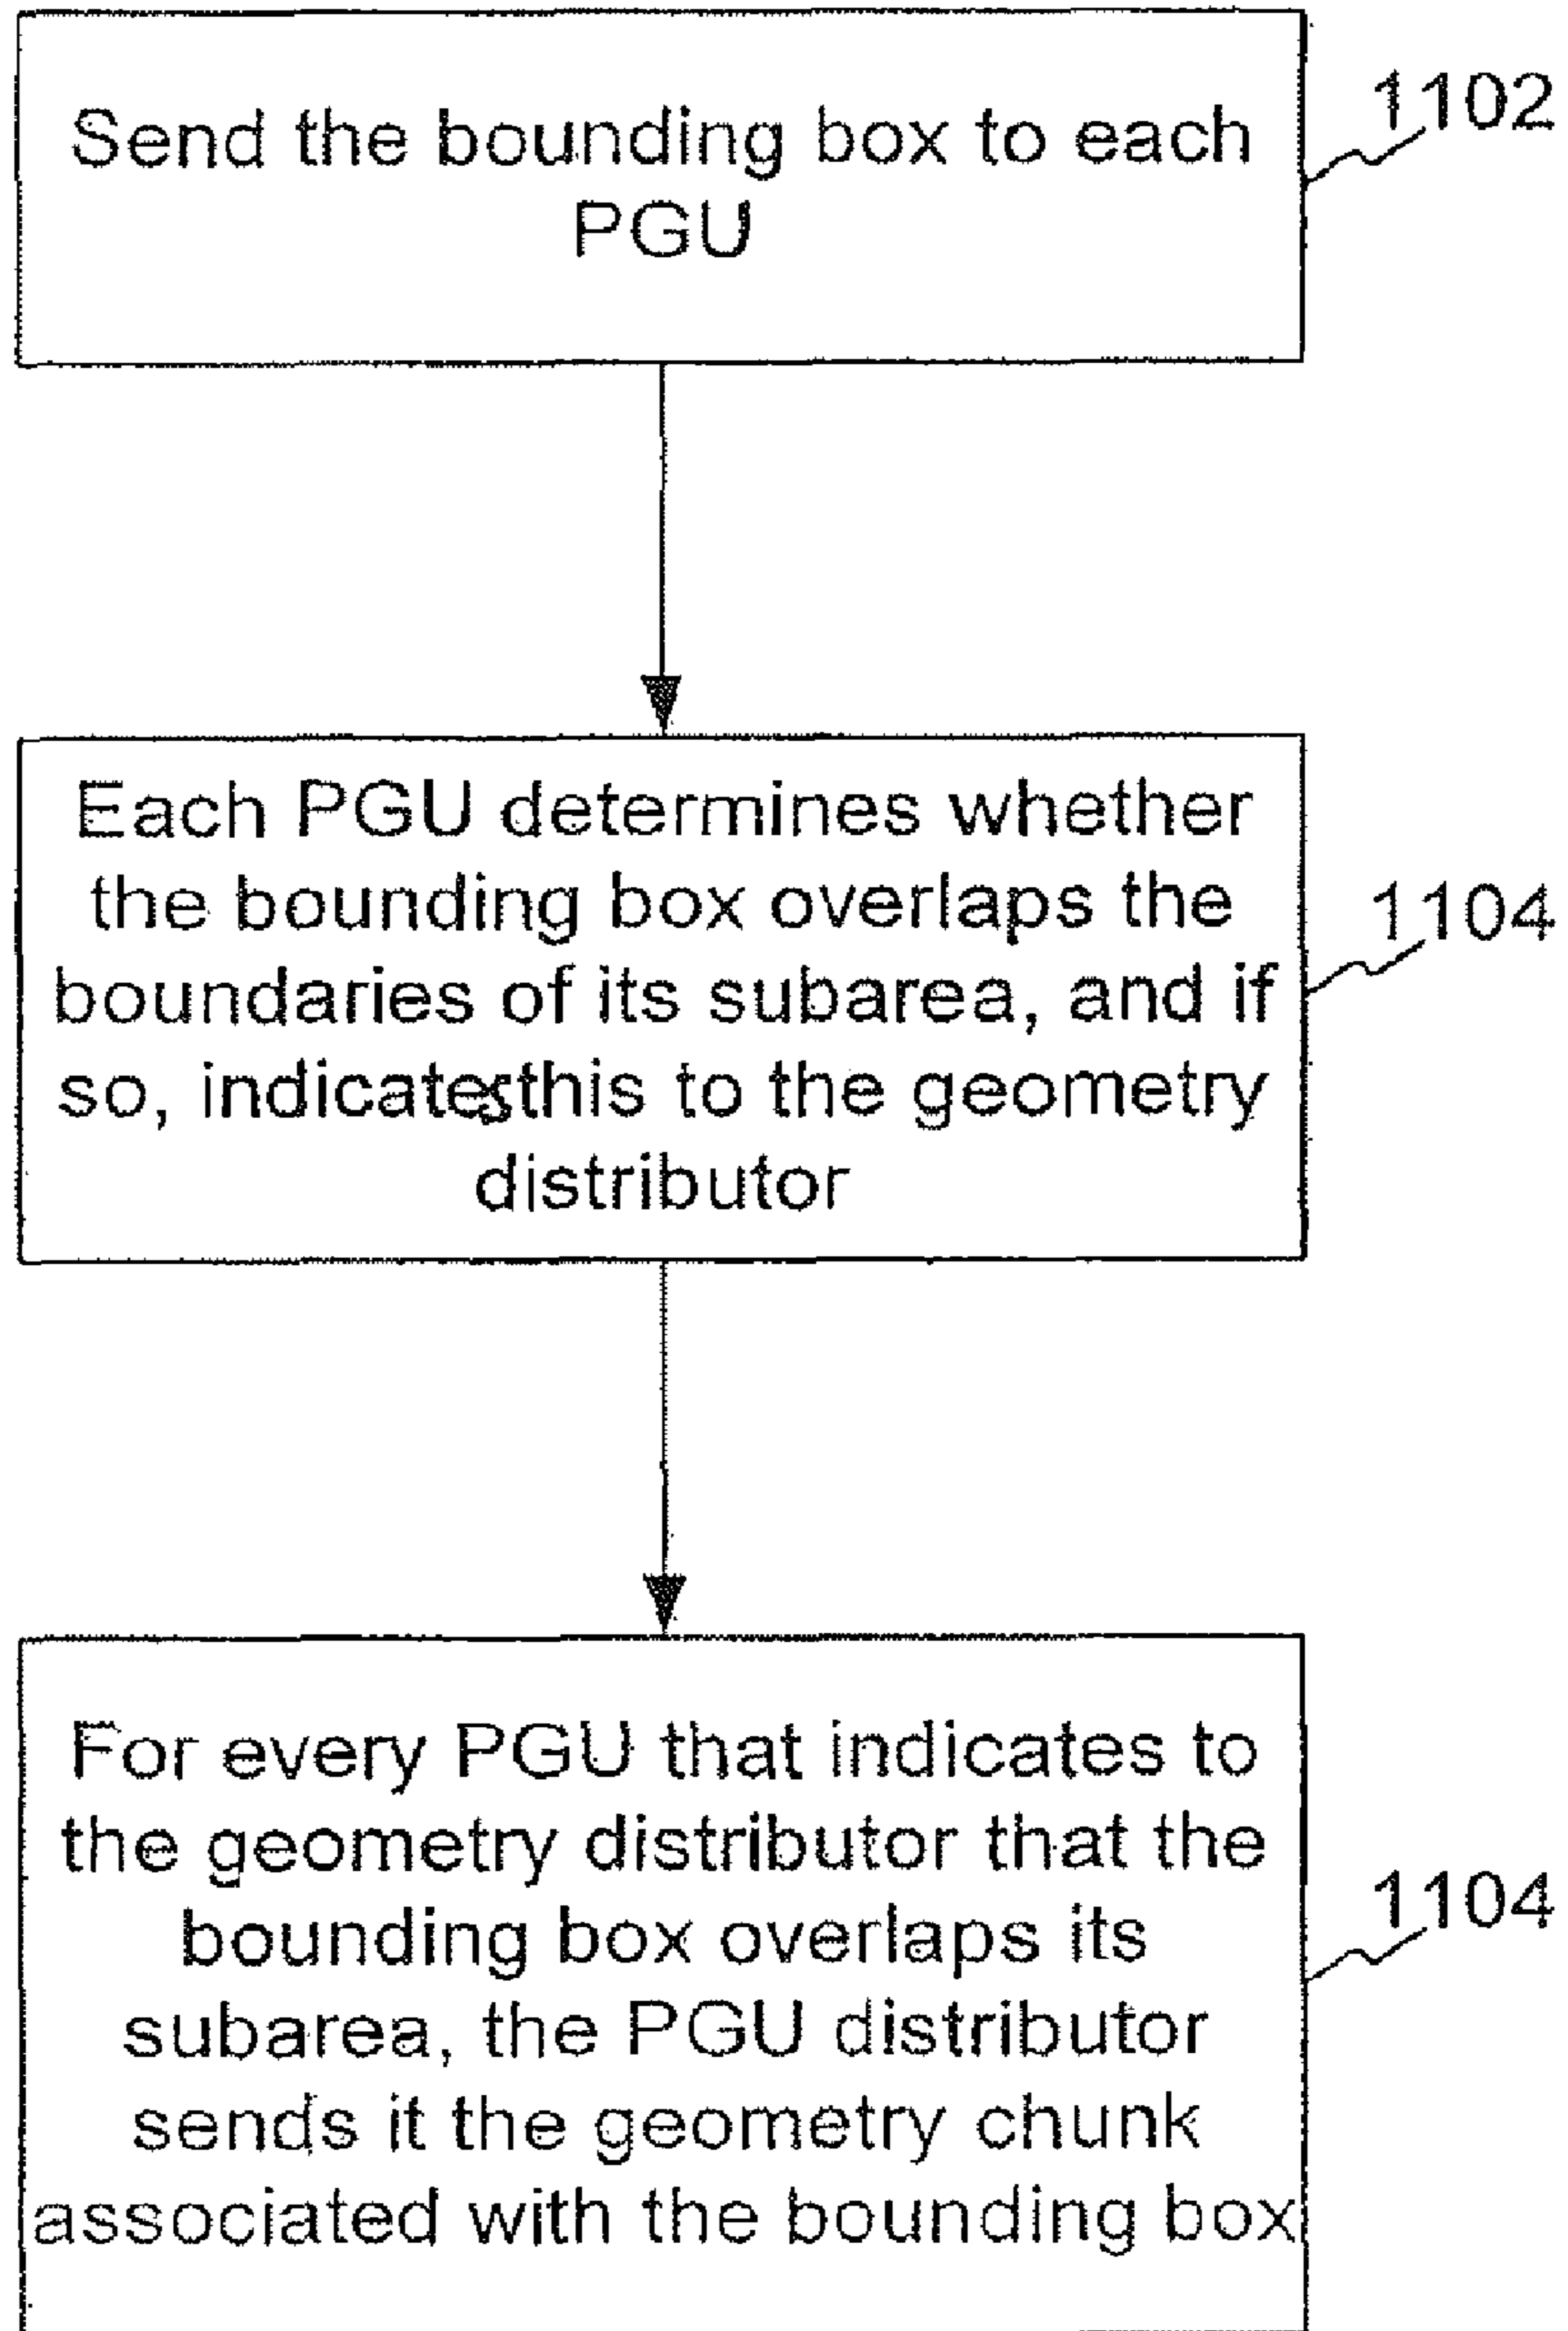 Send the bounding box to each
PGU
1102
Each PGU determines whether
the bounding box overlaps the
boundaries of its subarea, and if
so, indicates this to the geometry
distributor
1104
For every PGU that indicates to
the geometry distributor that the
bounding box overlaps its
subarea, the PGU distributor
sends it the geometry chunk
associated with the bounding box
1104